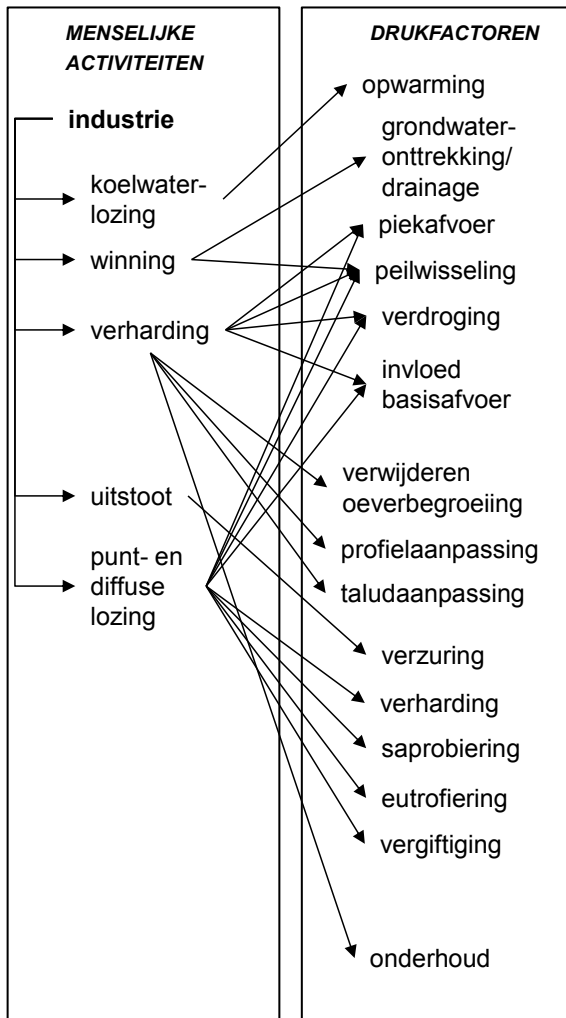 MENSELIJKE
ACTIVITEITEN
industrie
koelwater-
lozing
winning
verharding
uitstoot
punt- en
diffuse
lozing
DRUKFACTOREN
opwarming
grondwater-
onttrekking/
drainage
piekafvoer
peilwisseling
verdroging
invloed
basisafvoer
verwijderen
oeverbegroeiing
profielaanpassing
taludaanpassing
verzuring
verharding
saprobiering
eutrofiering
vergiftiging
onderhoud